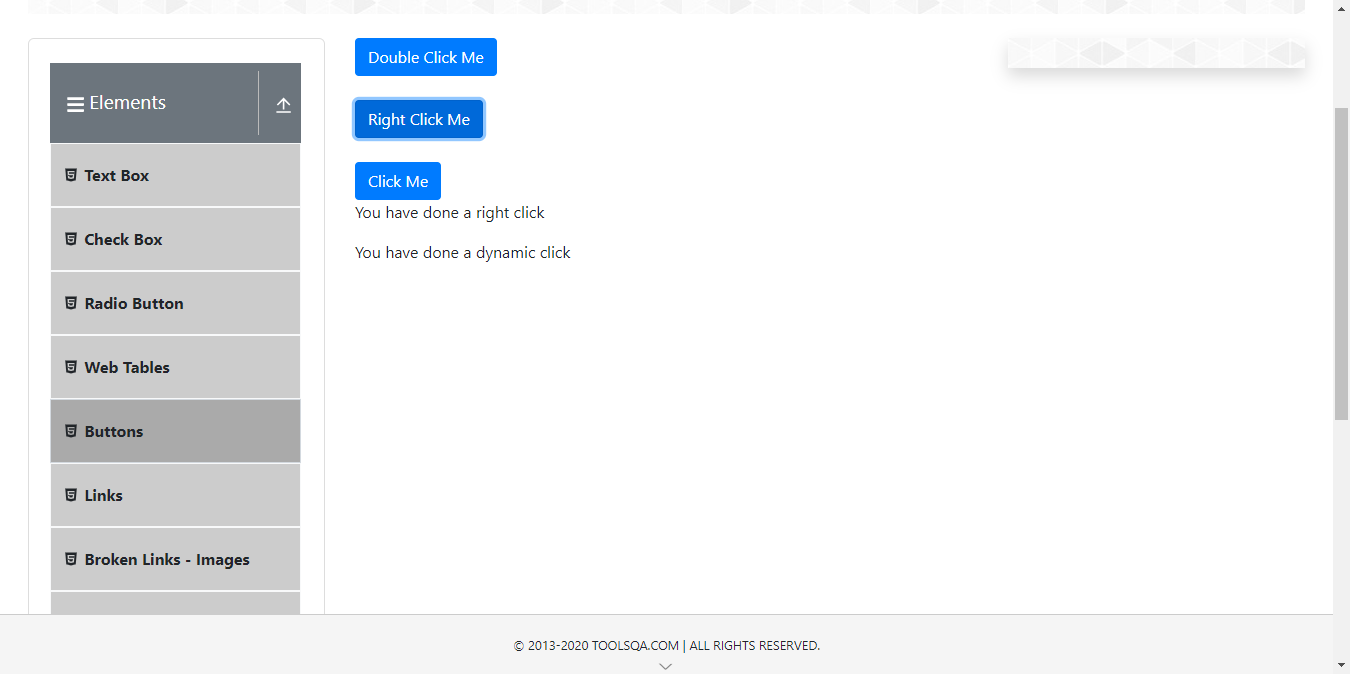 Elements
Text Box
Check Box
Radio Button
Web Tables
Buttons
Links
Broken Links - Images
Double Click Me
Right Click Me
Click Me
You have done a right click
You have done a dynamic click
© 2013-2020 TOOLSQA.COM | ALL RIGHTS RESERVED.